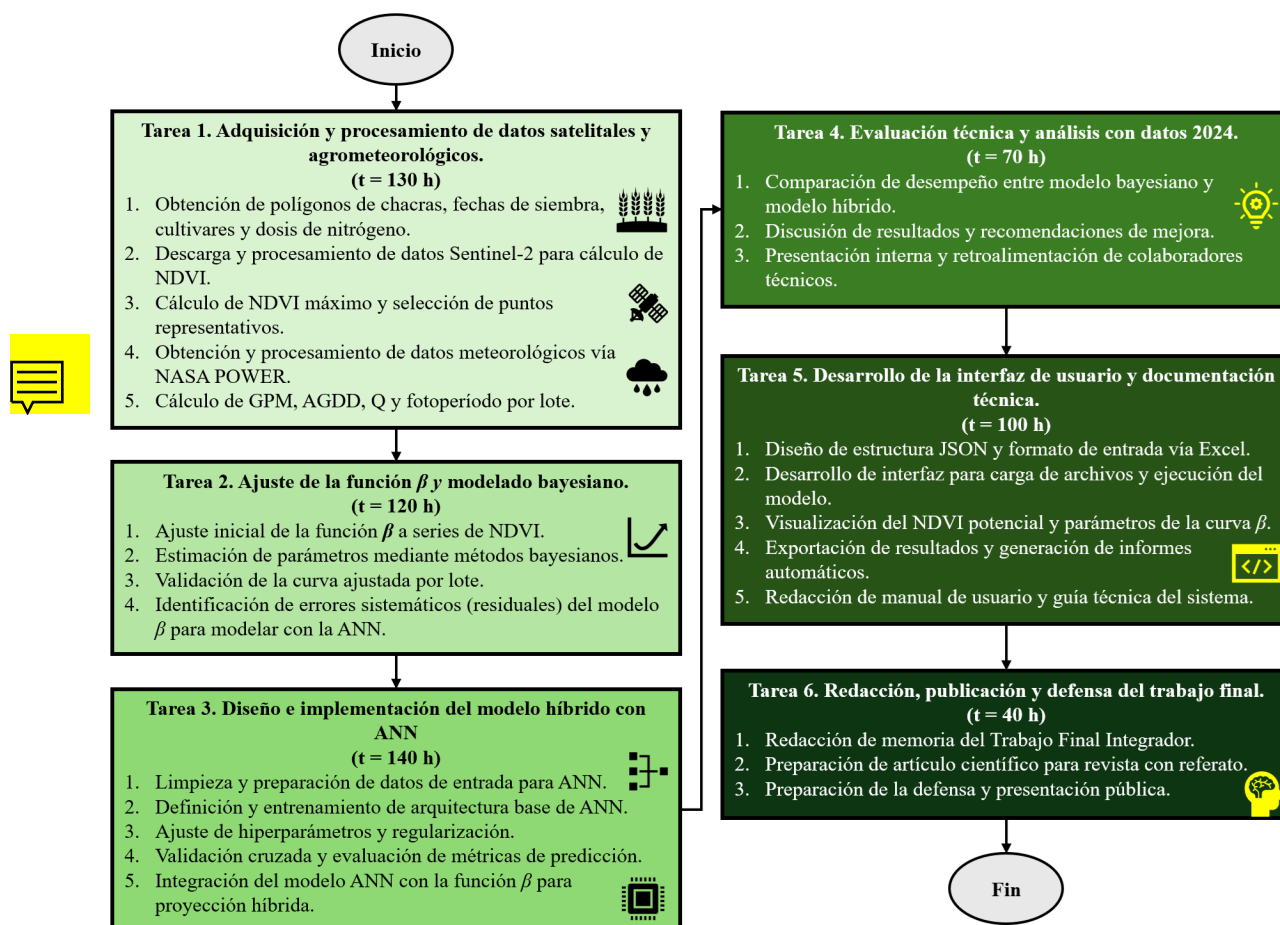 Inicio
Tarea 1. Adquisición y procesamiento de datos satelitales y
agrometeorológicos.
(t = 130 h)
1. Obtención de polígonos de chacras, fechas de siembra,
cultivares y dosis de nitrógeno.
2. Descarga y procesamiento de datos Sentinel-2 para cálculo de
NDVI.
3. Cálculo de NDVI máximo y selección de puntos
representativos.
4. Obtención y procesamiento de datos meteorológicos vía
NASA POWER.
5. Cálculo de GPM, AGDD, Q y fotoperíodo por lote.
Tarea 2. Ajuste de la función β y modelado bayesiano.
(t = 120 h)
1. Ajuste inicial de la función β a series de NDVI.
2. Estimación de parámetros mediante métodos bayesianos.
3. Validación de la curva ajustada por lote.
4. Identificación de errores sistemáticos (residuales) del modelo
β para modelar con la ANN.
Tarea 3. Diseño e implementación del modelo híbrido con
ANN
(t = 140 h)
1. Limpieza y preparación de datos de entrada para ANN.
2. Definición y entrenamiento de arquitectura base de ANN.
3. Ajuste de hiperparámetros y regularización.
4. Validación cruzada y evaluación de métricas de predicción.
5. Integración del modelo ANN con la función β para
proyección híbrida.
Tarea 4. Evaluación técnica y análisis con datos 2024.
(t = 70 h)
1. Comparación de desempeño entre modelo bayesiano y
modelo híbrido.
2. Discusión de resultados y recomendaciones de mejora.
3. Presentación interna y retroalimentación de colaboradores
técnicos.
Tarea 5. Desarrollo de la interfaz de usuario y documentación
técnica.
(t = 100 h)
1. Diseño de estructura JSON y formato de entrada vía Excel.
2. Desarrollo de interfaz para carga de archivos y ejecución del
modelo.
3. Visualización del NDVI potencial y parámetros de la curva β.
4. Exportación de resultados y generación de informes
automáticos.
5. Redacción de manual de usuario y guía técnica del sistema.
Tarea 6. Redacción, publicación y defensa del trabajo final.
(t = 40 h)
1. Redacción de memoria del Trabajo Final Integrador.
2. Preparación de artículo científico para revista con referato.
3. Preparación de la defensa y presentación pública.
Fin